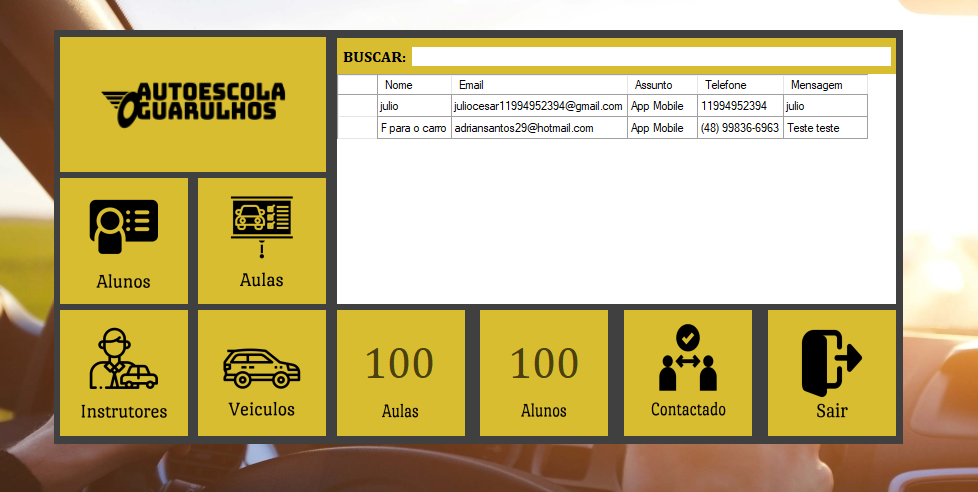 AUTOESCOLA
GUARULHOS
BUSCAR:
Nome Email Assunto Telefone Mensagem
julio juliocesar11994952394@gmail.com App Mobile 11994952394 julio
F para o carro adriansantos29@hotmail.com App Mobile (48) 99836-6963 Teste teste
Alunos
Aulas
Instrutores
Veiculos
100
Aulas
100
Alunos
Contactado
Sair